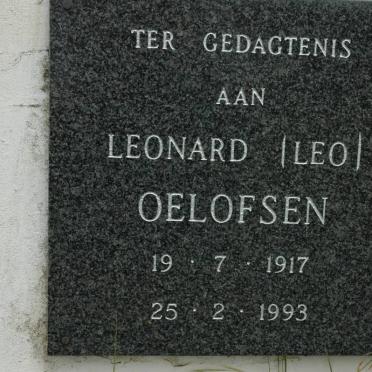 TER GEDAGTENIS
AAN
LEONARD (LEO)
OELOFSEN
19 · 7 · 1917
25 · 2 · 1993